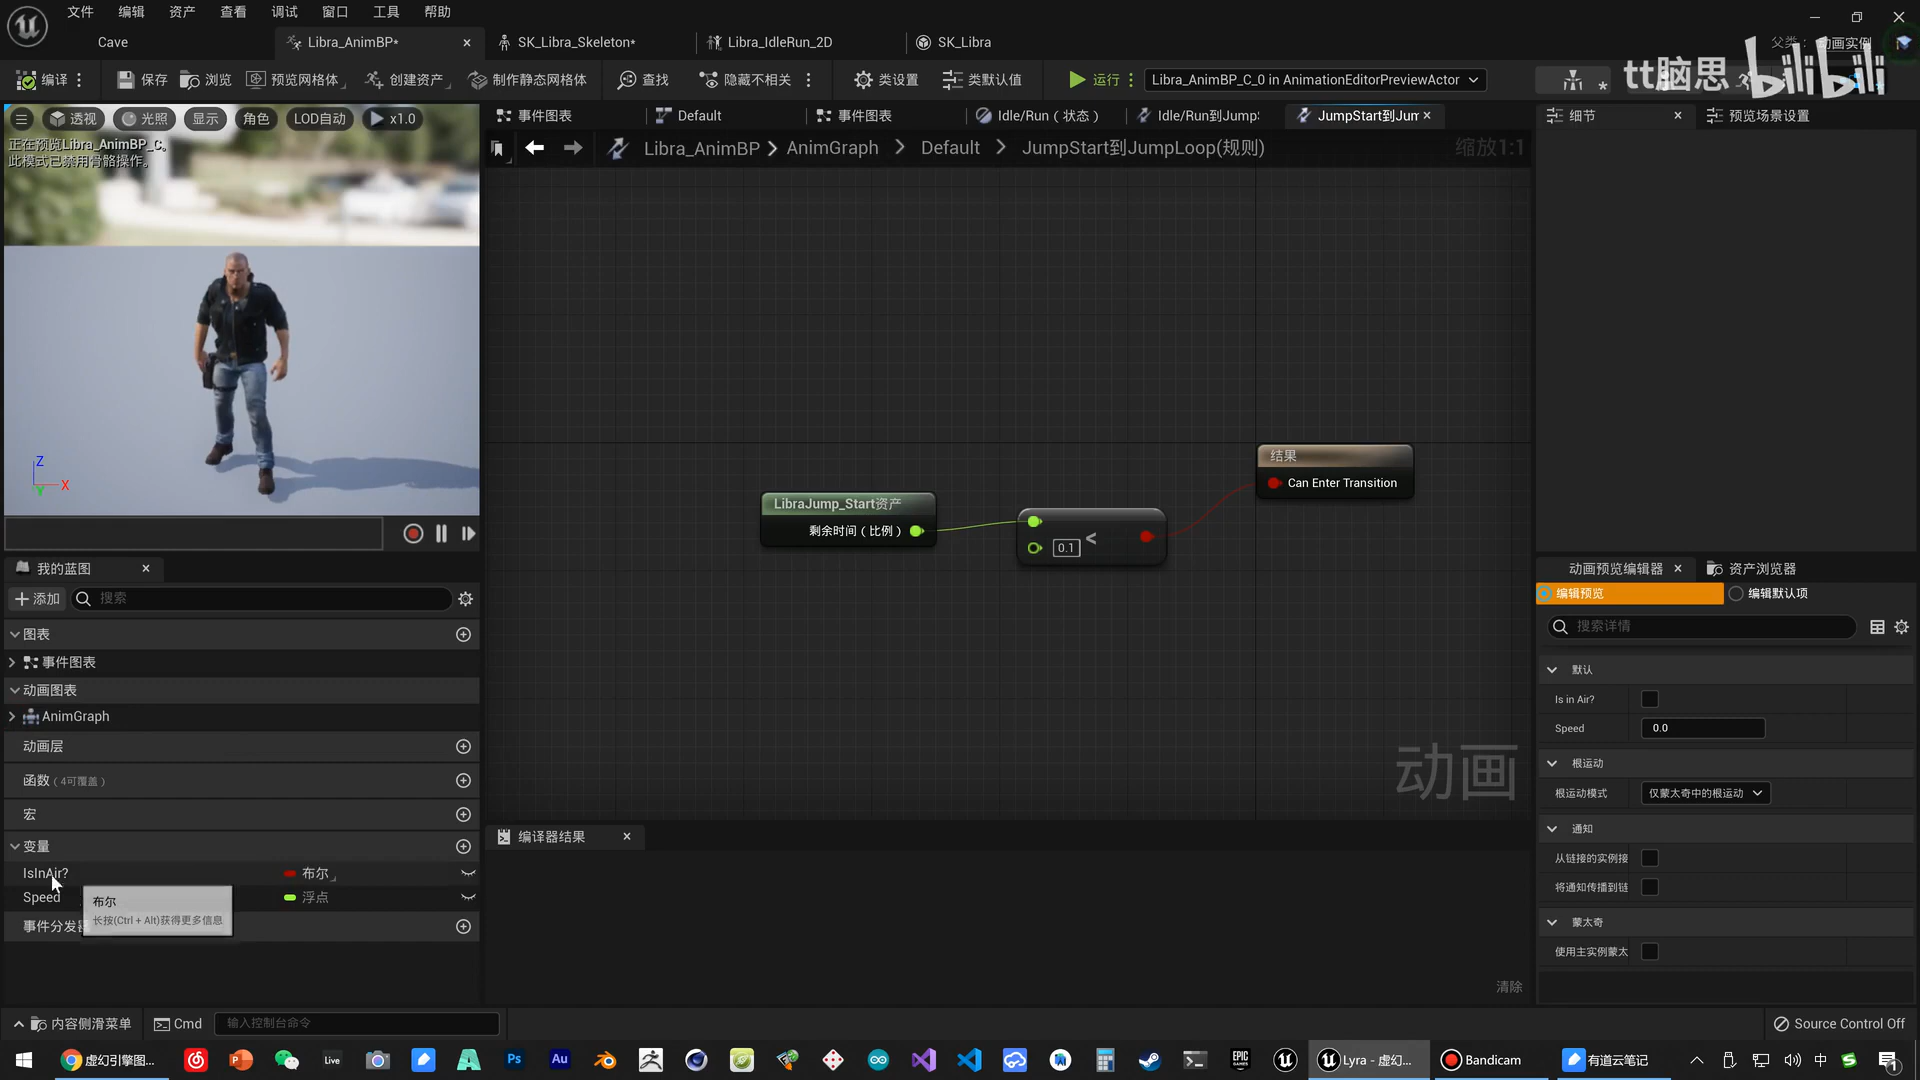 文件 编辑 资产 查看 调试 窗口 工具 帮助
Cave Libra_AnimBP* SK_Libra_Skeleton* Libra_IdleRun_2D SK_Libra 父类： 动画实例
编译 保存 浏览 预览网格体 创建资产 制作静态网格体 查找 隐藏不相关 类设置 类默认值 运行 Libra_AnimBP_C_0 in AnimationEditorPreviewActor
tt脑思 bilibili
透视 光照 显示 角色 LOD自动 x1.0
正在预览Libra_AnimBP_C。
此模式已禁用骨骼操作。
Z
X
Y
事件图表 Default 事件图表 Idle/Run（状态） Idle/Run到Jump JumpStart到Jum
Libra_AnimBP AnimGraph Default JumpStart到JumpLoop(规则) 缩放1:1
LibraJump_Start资产
剩余时间（比例）
0.1 <
结果
Can Enter Transition
动画
编译器结果
清除
我的蓝图
添加 搜索
图表
事件图表
动画图表
AnimGraph
动画层
函数（4可覆盖）
宏
变量
IsInAir? 布尔
Speed 浮点
事件分发器
布尔
长按(Ctrl + Alt)获得更多信息
细节 预览场景设置
动画预览编辑器 资产浏览器
编辑预览 编辑默认项
搜索详情
默认
Is in Air?
Speed 0.0
根运动
根运动模式 仅蒙太奇中的根运动
通知
从链接的实例接
将通知传播到链
蒙太奇
使用主实例蒙太
内容侧滑菜单 Cmd 输入控制台命令 Source Control Off
虚幻引擎图... Live Ps Au EPIC GAMES Lyra - 虚幻... Bandicam 有道云笔记 中 1